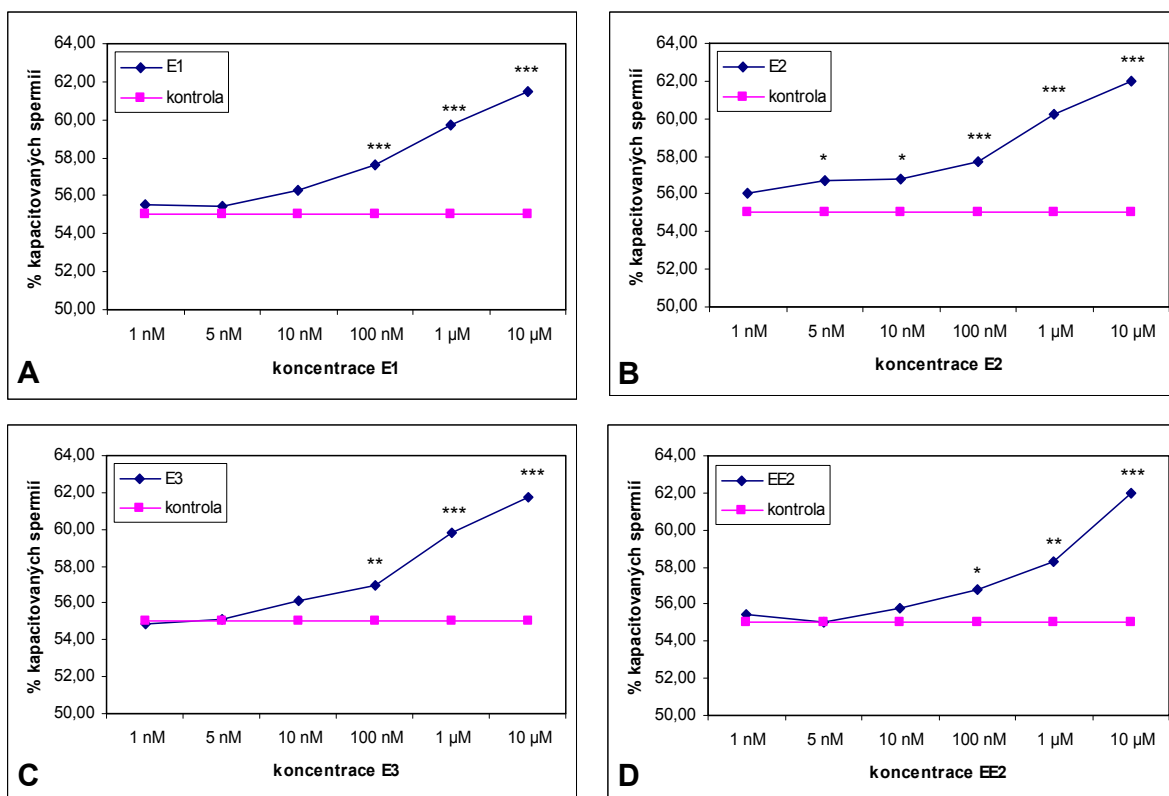 64,00
62,00
60,00
58,00
56,00
54,00
52,00
50,00
% kapacitovaných spermií
E1
kontrola
***
***
***
1 nM 5 nM 10 nM 100 nM 1 µM 10 µM
koncentrace E1
A
64,00
62,00
60,00
58,00
56,00
54,00
52,00
50,00
% kapacitovaných spermií
E2
kontrola
* * *** *** ***
1 nM 5 nM 10 nM 100 nM 1 µM 10 µM
koncentrace E2
B
64,00
62,00
60,00
58,00
56,00
54,00
52,00
50,00
% kapacitovaných spermií
E3
kontrola
** *** ***
1 nM 5 nM 10 nM 100 nM 1 µM 10 µM
koncentrace E3
C
64,00
62,00
60,00
58,00
56,00
54,00
52,00
50,00
% kapacitovaných spermií
EE2
kontrola
* ** ***
1 nM 5 nM 10 nM 100 nM 1 µM 10 µM
koncentrace EE2
D